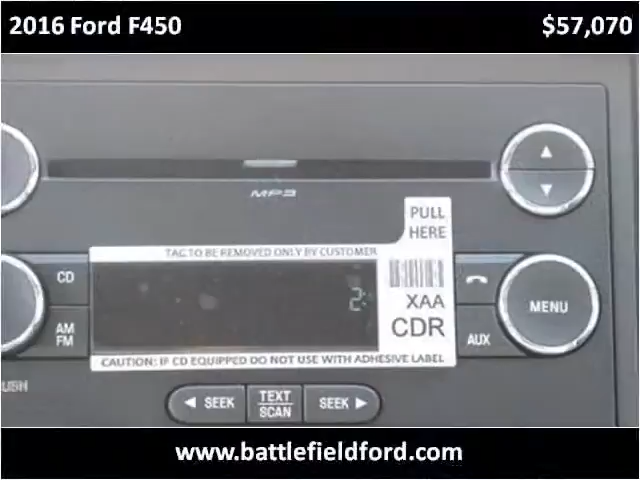 2016 Ford F450
$57,070
MP3
PULL
HERE
TAG TO BE REMOVED ONLY BY CUSTOMER
CD
2:
XAA
CDR
MENU
AM
FM
AUX
CAUTION: IF CD EQUIPPED DO NOT USE WITH ADHESIVE LABEL
◄ SEEK
TEXT
SCAN
SEEK ►
www.battlefieldford.com